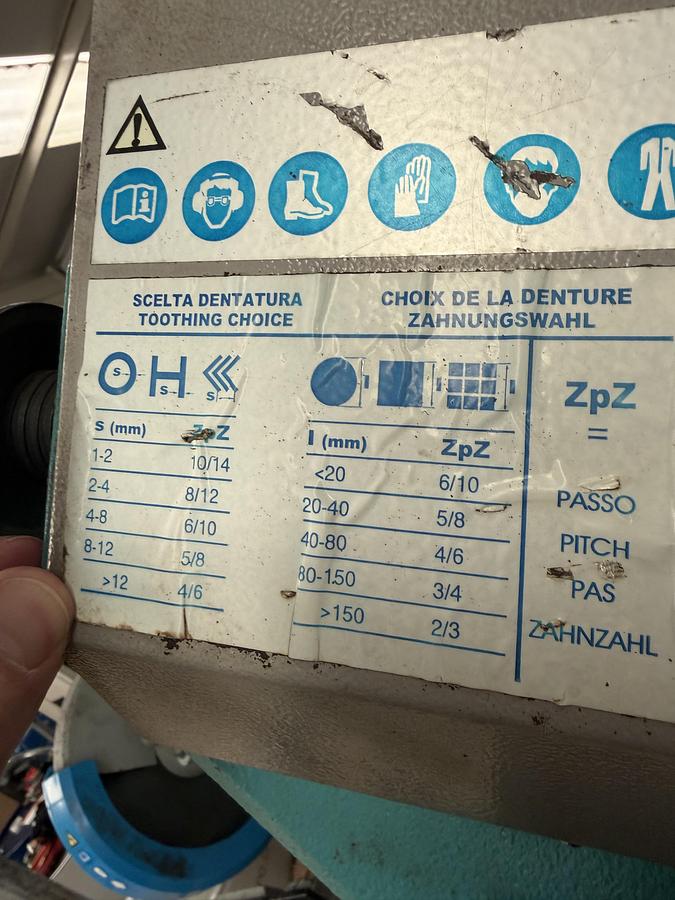 SCELTA DENTATURA
TOOTHING CHOICE
CHOIX DE LA DENTURE
ZAHNUNGSWAHL
S S S
s (mm) ZpZ
1-2 10/14
2-4 8/12
4-8 6/10
8-12 5/8
>12 4/6
l (mm) ZpZ
<20 6/10
20-40 5/8
40-80 4/6
80-150 3/4
>150 2/3
ZpZ
=
PASSO
PITCH
PAS
ZAHNZAHL